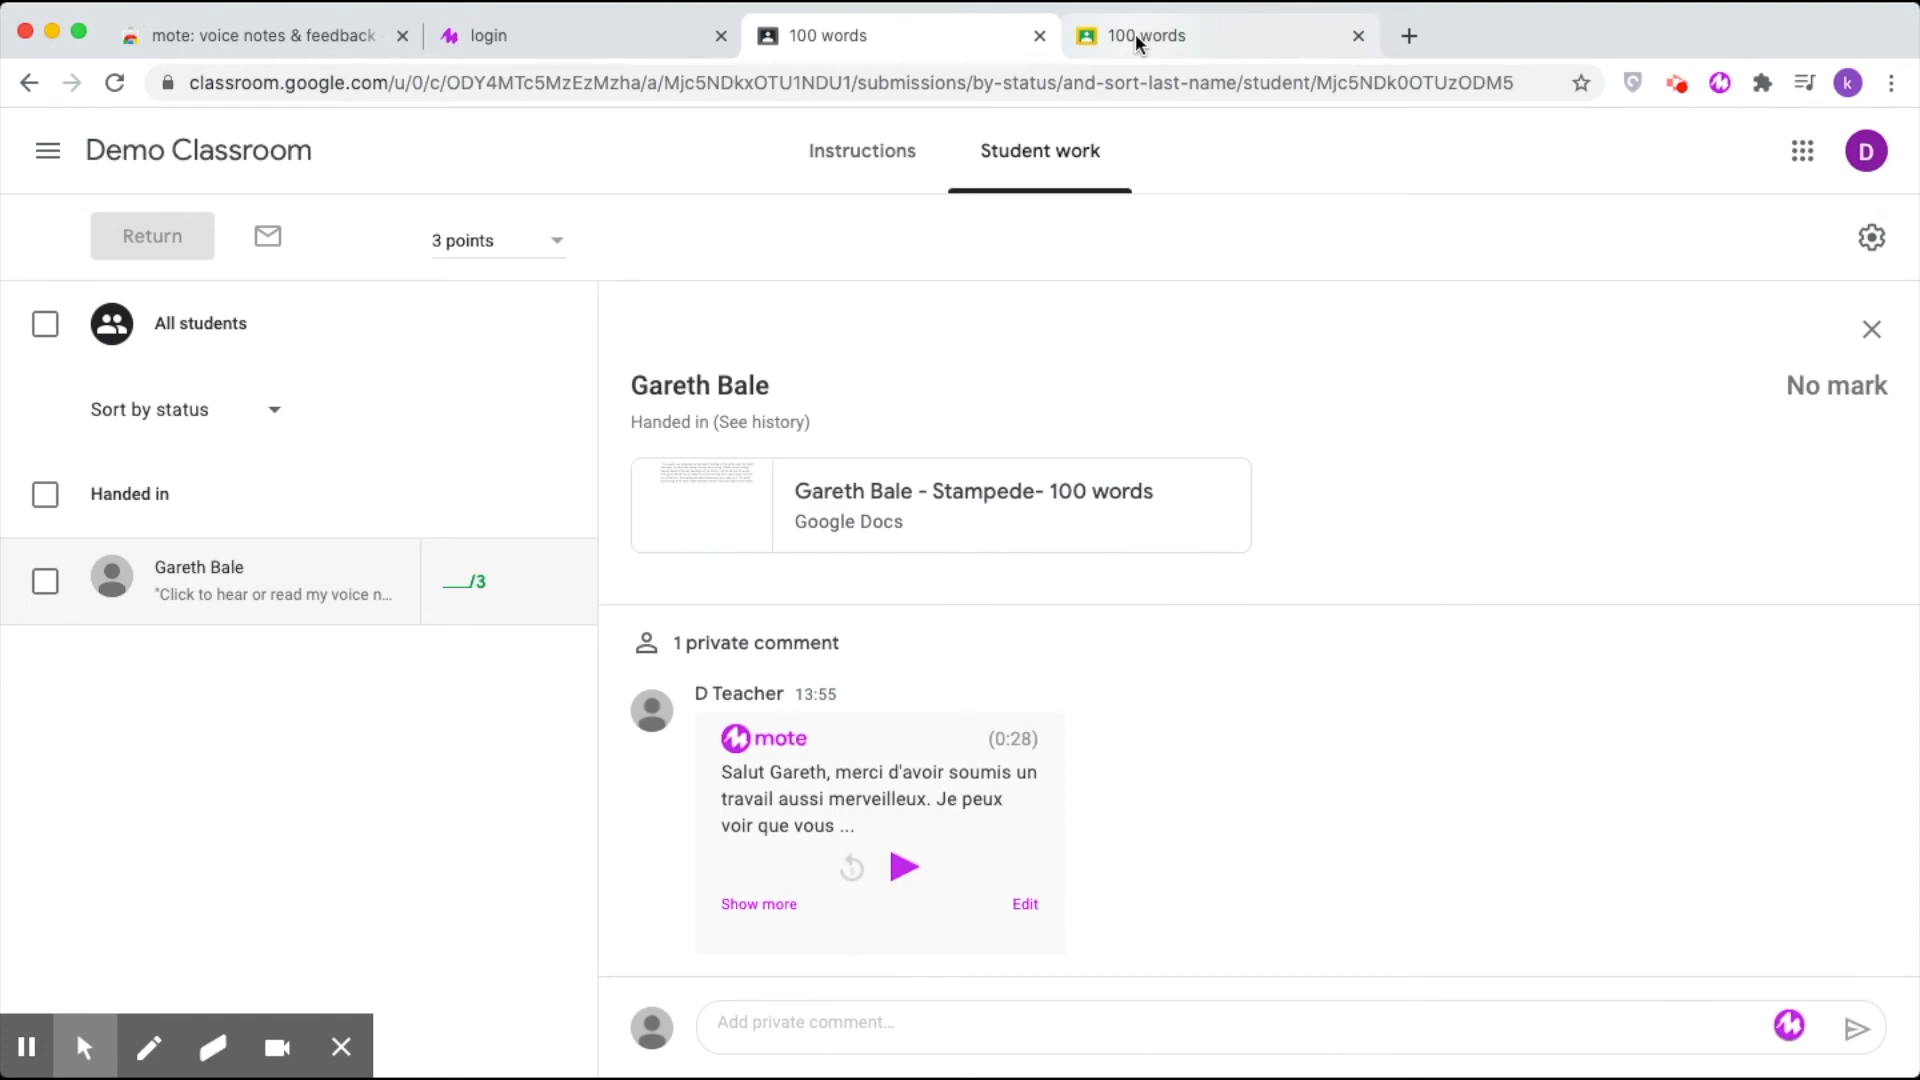 mote: voice notes & feedback
login
100 words
100 words
classroom.google.com/u/0/c/ODY4MTc5MzEzMzha/a/Mjc5NDkxOTU1NDU1/submissions/by-status/and-sort-last-name/student/Mjc5NDk0OTUzODM5
k
Demo Classroom
Instructions
Student work
D
Return
3 points
All students
Sort by status
Gareth Bale
No mark
Handed in (See history)
Gareth Bale - Stampede- 100 words
Google Docs
Handed in
Gareth Bale
"Click to hear or read my voice n...
___/3
1 private comment
D Teacher 13:55
mote (0:28)
Salut Gareth, merci d'avoir soumis un
travail aussi merveilleux. Je peux
voir que vous ...
Show more
Edit
Add private comment...